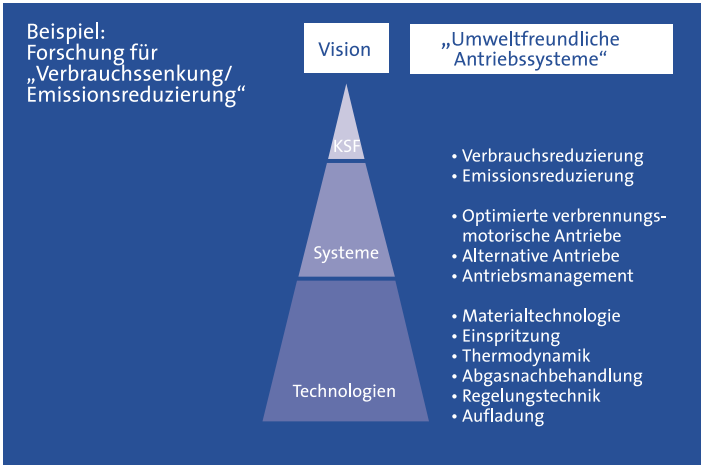 Beispiel:
Forschung für
„Verbrauchssenkung/
Emissionsreduzierung“
Vision
„Umweltfreundliche
Antriebssysteme“
KSF
• Verbrauchsreduzierung
• Emissionsreduzierung
Systeme
• Optimierte verbrennungs-
motorische Antriebe
• Alternative Antriebe
• Antriebsmanagement
Technologien
• Materialtechnologie
• Einspritzung
• Thermodynamik
• Abgasnachbehandlung
• Regelungstechnik
• Aufladung